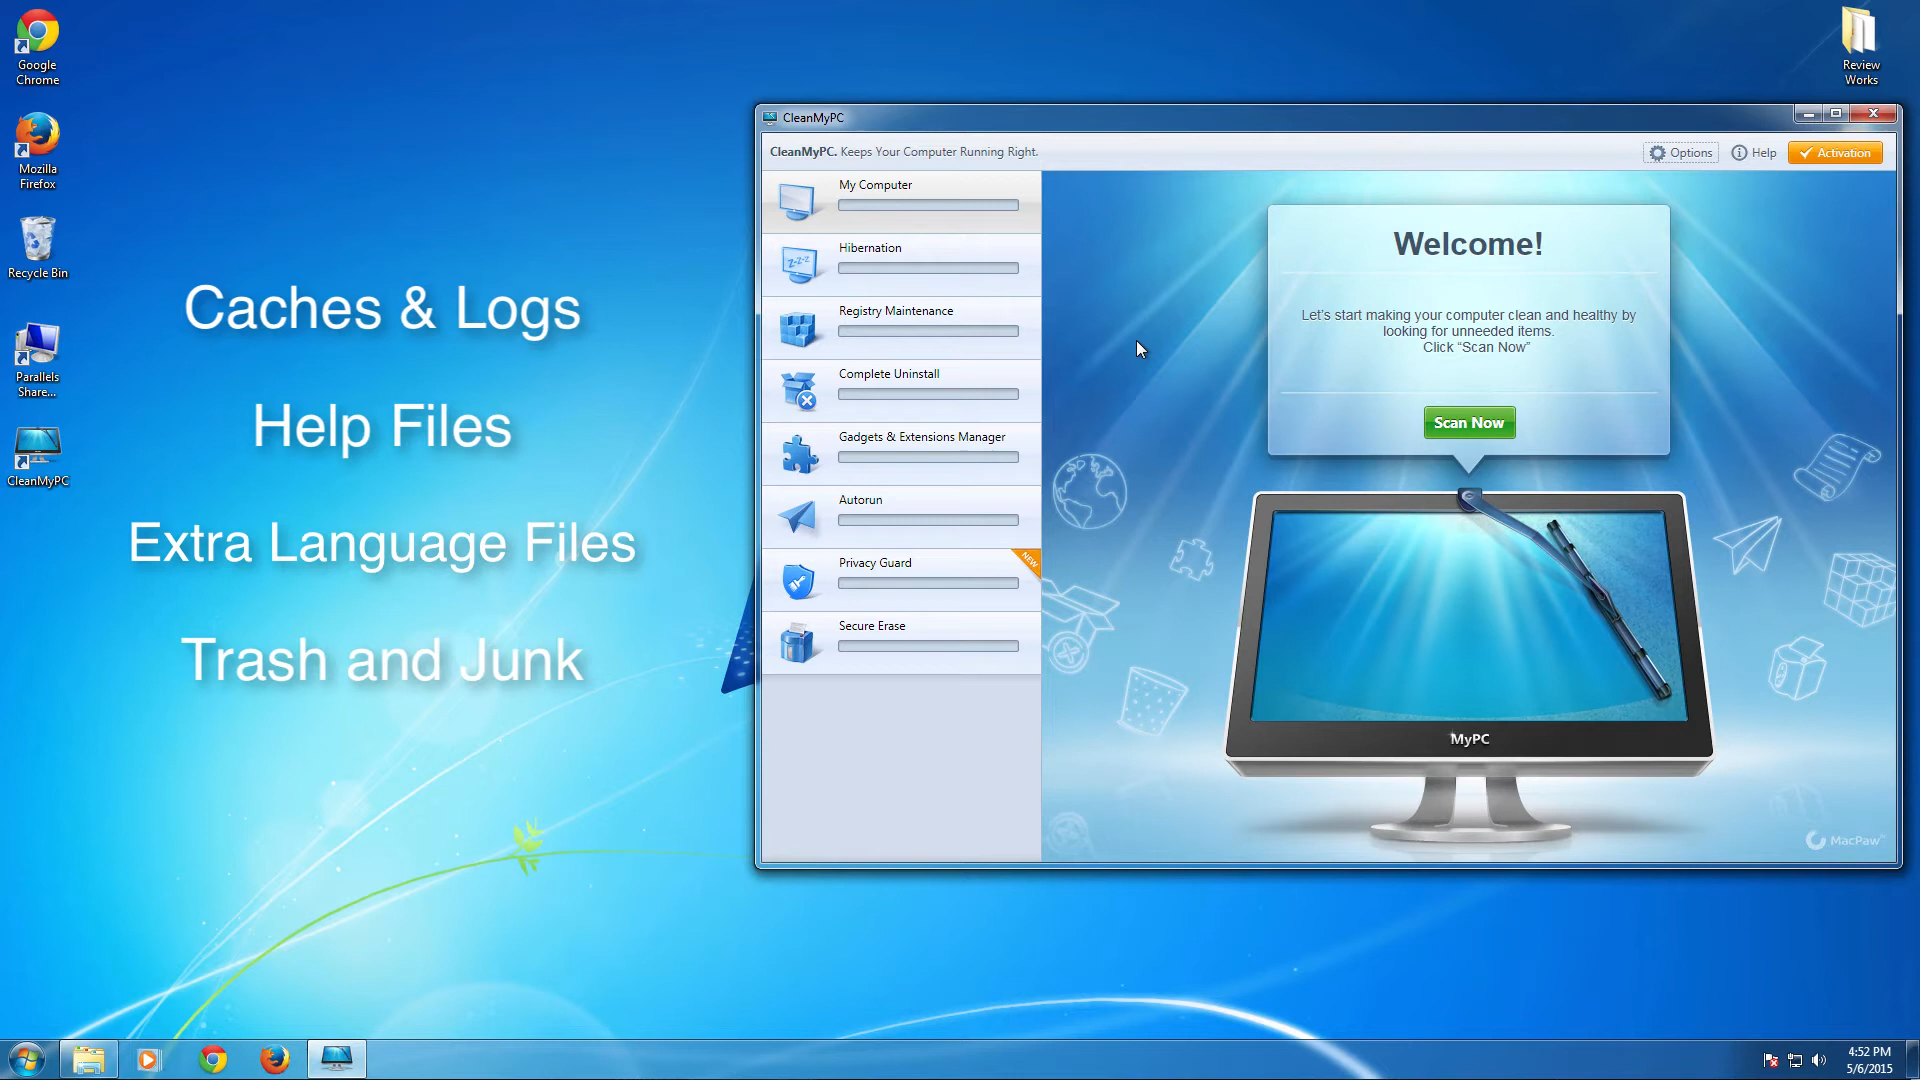 Google
Chrome
Mozilla
Firefox
Recycle Bin
Parallels
Share...
CleanMyPC
Review
Works
Caches & Logs
Help Files
Extra Language Files
Trash and Junk
CleanMyPC
CleanMyPC. Keeps Your Computer Running Right.
Options
Help
Activation
My Computer
Hibernation
Registry Maintenance
Complete Uninstall
Gadgets & Extensions Manager
Autorun
Privacy Guard
NEW
Secure Erase
Welcome!
Let's start making your computer clean and healthy by
looking for unneeded items.
Click “Scan Now”
Scan Now
Z-Z-Z
MyPC
MacPaw
4:52 PM
5/6/2015